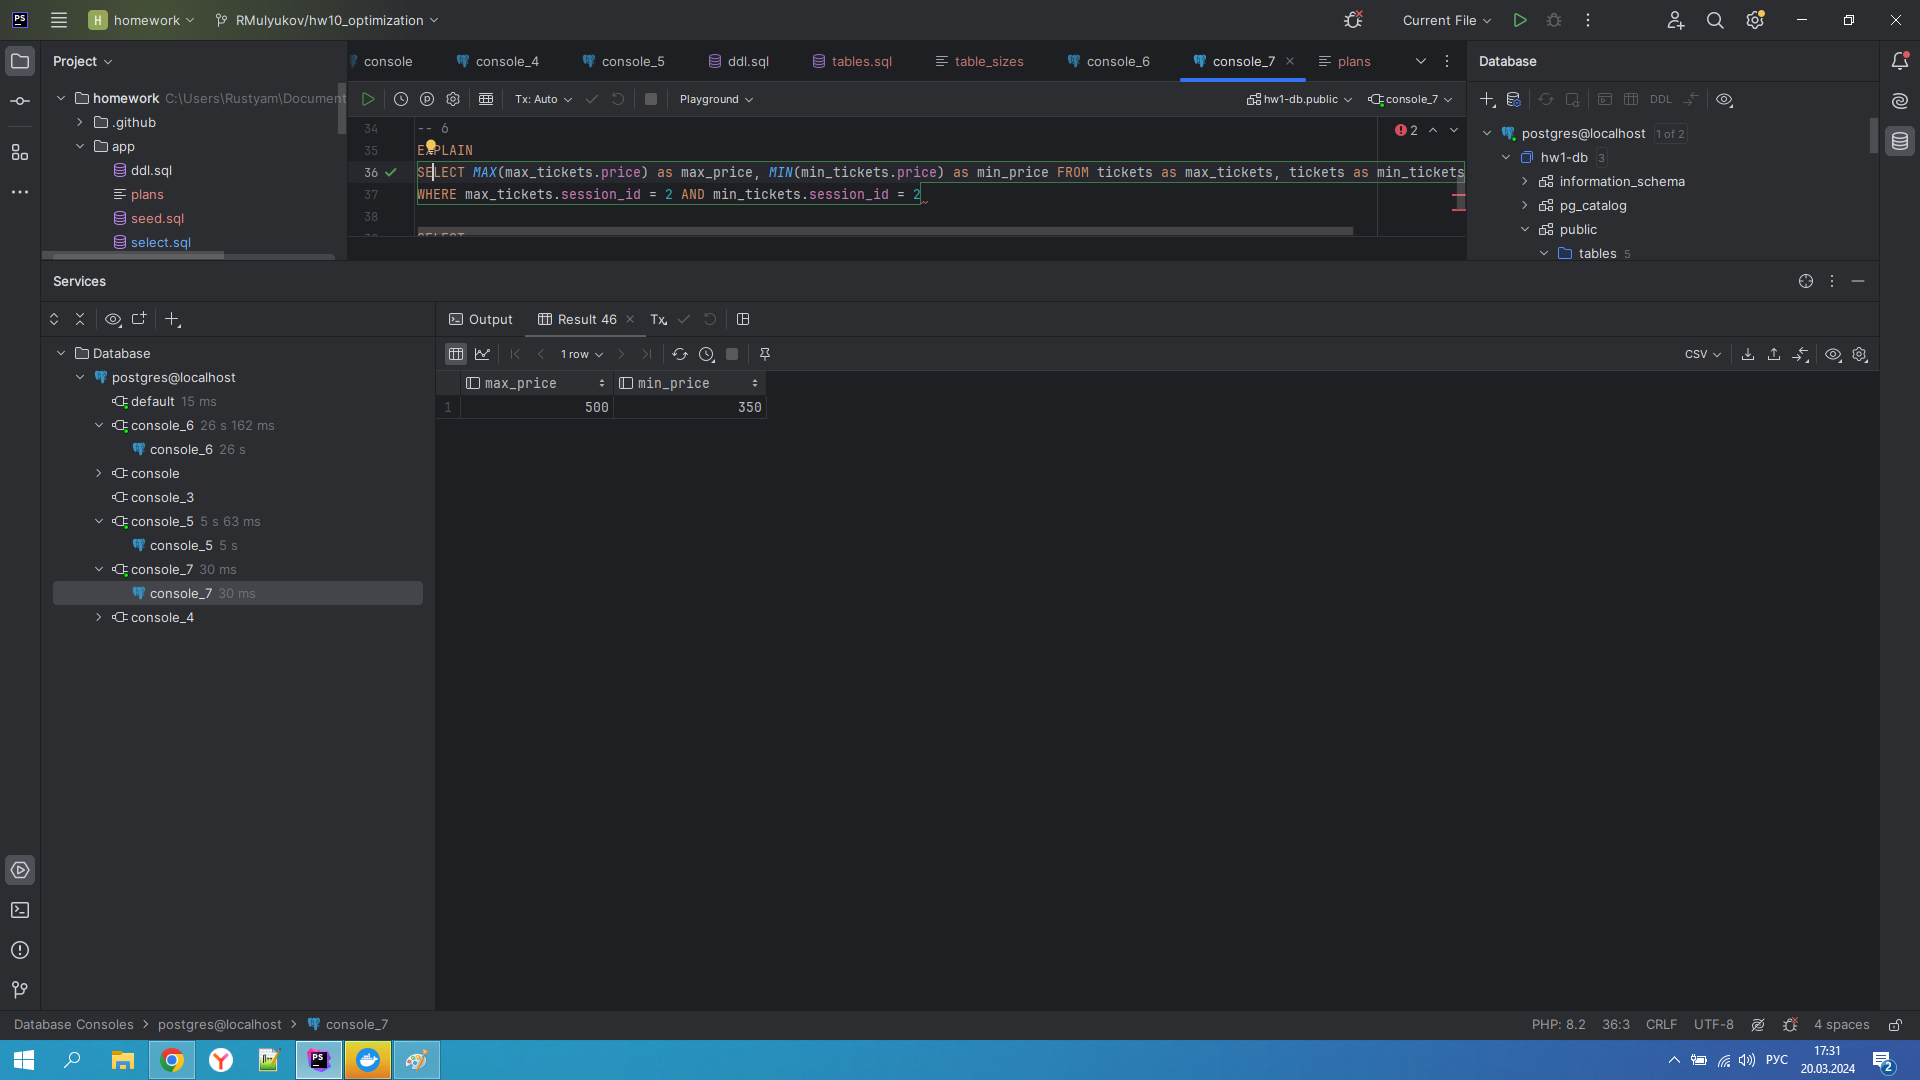 PS
H homework
RMulyukov/hw10_optimization
Current File
Project
console
console_4
console_5
ddl.sql
tables.sql
table_sizes
console_6
console_7
plans
Database
Tx: Auto
Playground
hw1-db.public
console_7
DDL
homework C:\Users\Rustyam\Document
.github
app
ddl.sql
plans
seed.sql
select.sql
34 -- 6
35 EXPLAIN
36 SELECT MAX(max_tickets.price) as max_price, MIN(min_tickets.price) as min_price FROM tickets as max_tickets, tickets as min_tickets
37 WHERE max_tickets.session_id = 2 AND min_tickets.session_id = 2
38
2
postgres@localhost 1 of 2
hw1-db 3
information_schema
pg_catalog
public
tables 5
Services
Output
Result 46
Tx
Database
postgres@localhost
default 15 ms
console_6 26 s 162 ms
console_6 26 s
console
console_3
console_5 5 s 63 ms
console_5 5 s
console_7 30 ms
console_7 30 ms
console_4
1 row
CSV
max_price min_price
1 500 350
Database Consoles > postgres@localhost > console_7
PHP: 8.2 36:3 CRLF UTF-8 4 spaces
PS
РУС
17:31
20.03.2024
2